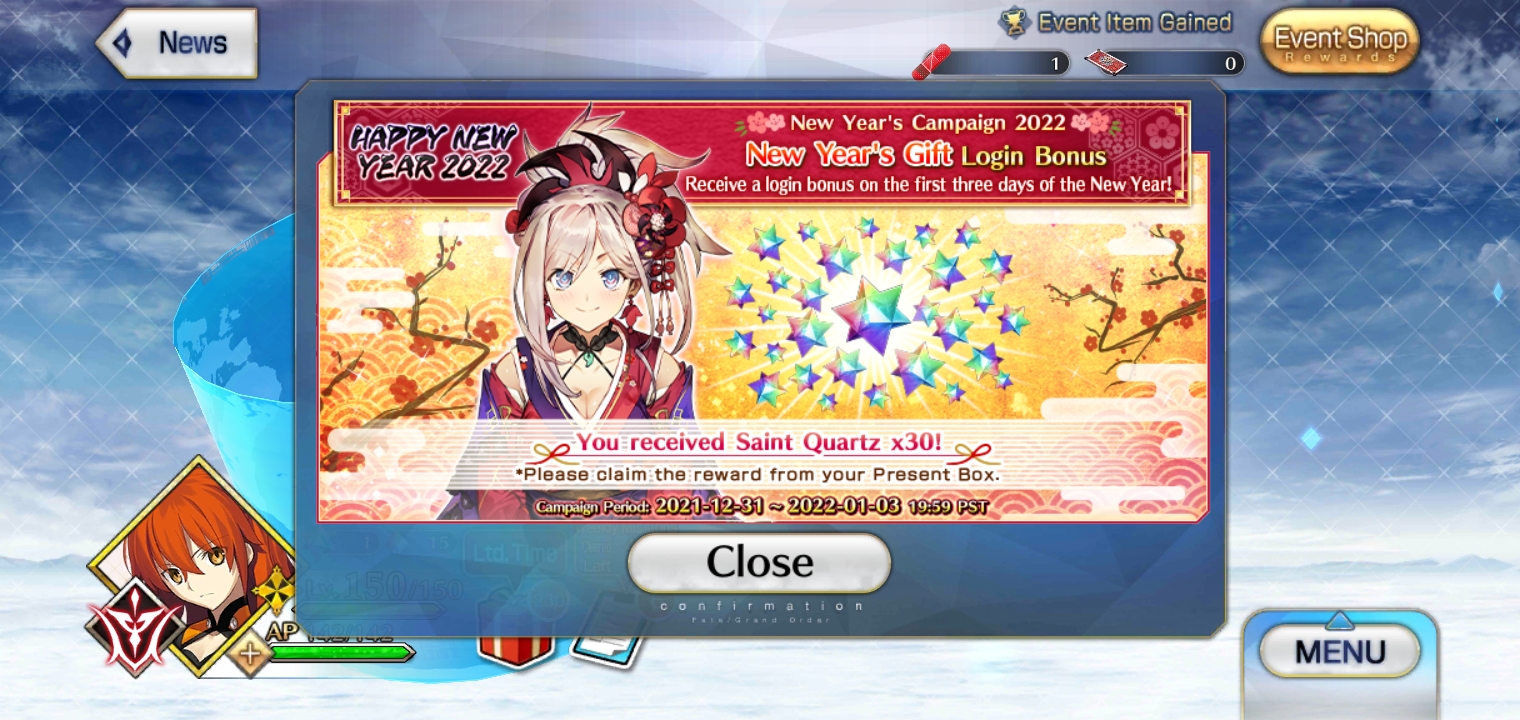 News
Event Item Gained
1
0
Event Shop
Rewards
HAPPY NEW
YEAR 2022
New Year's Campaign 2022
New Year's Gift Login Bonus
Receive a login bonus on the first three days of the New Year!
You received Saint Quartz x30!
*Please claim the reward from your Present Box.
Campaign Period: 2021-12-31 ~ 2022-01-03 19:59 PST
Ltd.Time
Lv. 150/150
Close
confirmation
Fate/Grand Order
AP 142/142
MENU